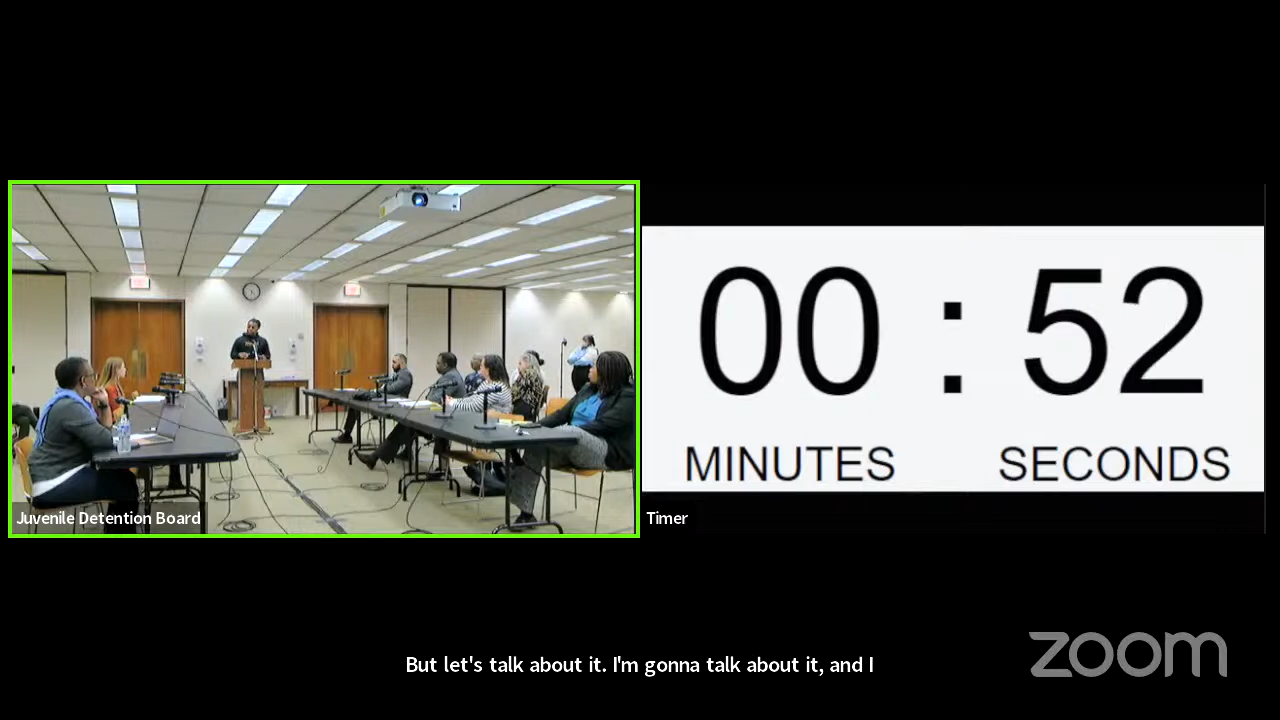 00 : 52
MINUTES SECONDS
Juvenile Detention Board
Timer
But let's talk about it. I'm gonna talk about it, and I
zoom